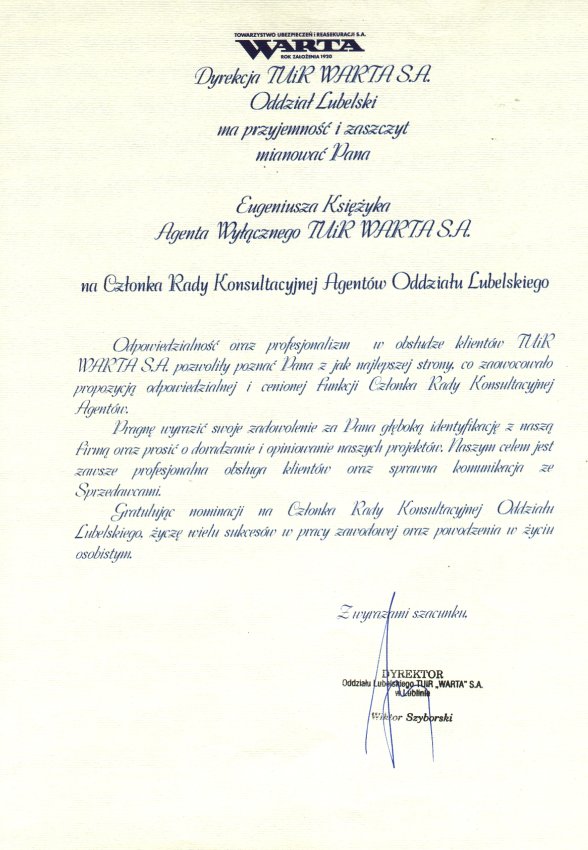 TOWARZYSTWO UBEZPIECZEŃ i REASEKURACJI S.A.
WARTA
ROK ZAŁOŻENIA 1920
Dyrekcja TUiR WARTA S.A.
Oddział Lubelski
ma przyjemność i zaszczyt
mianować Pana
Eugeniusza Księżyka
Agenta Wyłącznego TUiR WARTA S.A.
na Członka Rady Konsultacyjnej Agentów Oddziału Lubelskiego
Odpowiedzialność oraz profesjonalizm w obsłudze klientów TUiR
WARTA S.A. pozwoliły poznać Pana z jak najlepszej strony, co zaowocowało
propozycją odpowiedzialnej i cenionej funkcji Członka Rady Konsultacyjnej
Agentów.
Pragnę wyrazić swoje zadowolenie za Pana głęboką identyfikację z naszą
Firmą oraz prosić o doradzanie i opiniowanie naszych projektów. Naszym celem jest
zawsze profesjonalna obsługa klientów oraz sprawna komunikacja ze
Sprzedawcami.
Gratulując nominacji na Członka Rady Konsultacyjnej Oddziału
Lubelskiego, życzę wielu sukcesów w pracy zawodowej oraz powodzenia w życiu
osobistym.
Z wyrazami szacunku,
DYREKTOR
Oddziału Lubelskiego TUiR „WARTA" S.A.
w Lublinie
Wiktor Szyborski